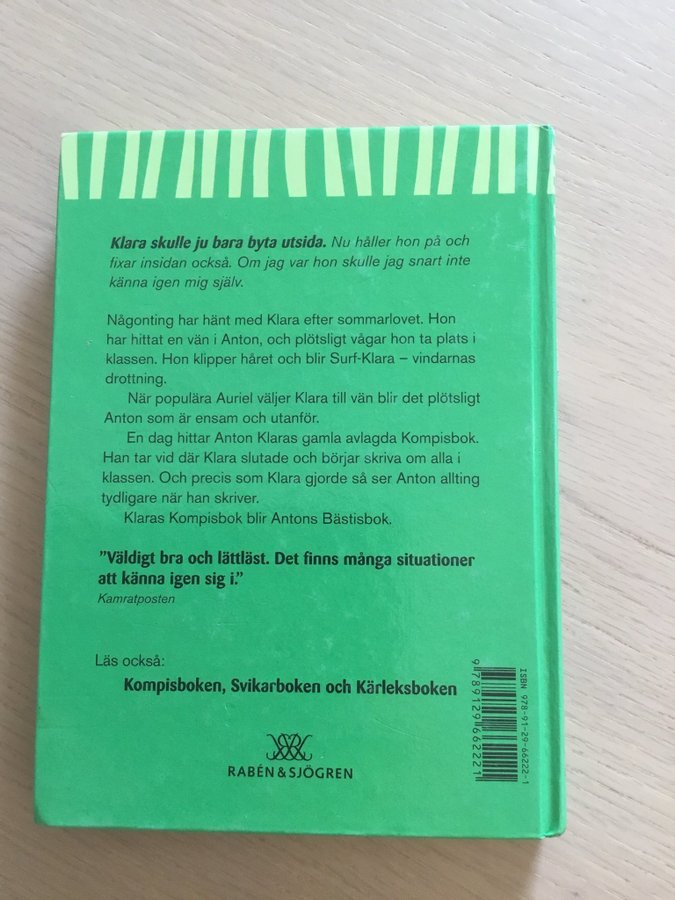 Klara skulle ju bara byta utsida. Nu håller hon på och
fixar insidan också. Om jag var hon skulle jag snart inte
känna igen mig själv.
Någonting har hänt med Klara efter sommarlovet. Hon
har hittat en vän i Anton, och plötsligt vågar hon ta plats i
klassen. Hon klipper håret och blir Surf-Klara – vindarnas
drottning.
När populära Auriel väljer Klara till vän blir det plötsligt
Anton som är ensam och utanför.
En dag hittar Anton Klaras gamla avlagda Kompisbok.
Han tar vid där Klara slutade och börjar skriva om alla i
klassen. Och precis som Klara gjorde så ser Anton allting
tydligare när han skriver.
Klaras Kompisbok blir Antons Bästisbok.
”Väldigt bra och lättläst. Det finns många situationer
att känna igen sig i.”
Kamratposten
Läs också:
Kompisboken, Svikarboken och Kärleksboken
RABÉN & SJÖGREN
ISBN 978-91-29-66222-1
9789129662221